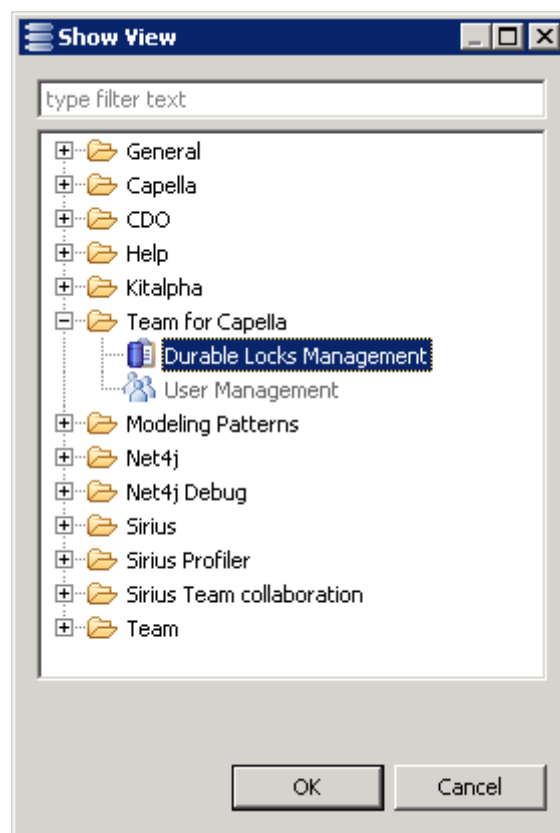 Show View
type filter text
General
Capella
CDO
Help
Kitalpha
Team for Capella
Durable Locks Management
User Management
Modeling Patterns
Net4j
Net4j Debug
Sirius
Sirius Profiler
Sirius Team collaboration
Team
OK Cancel